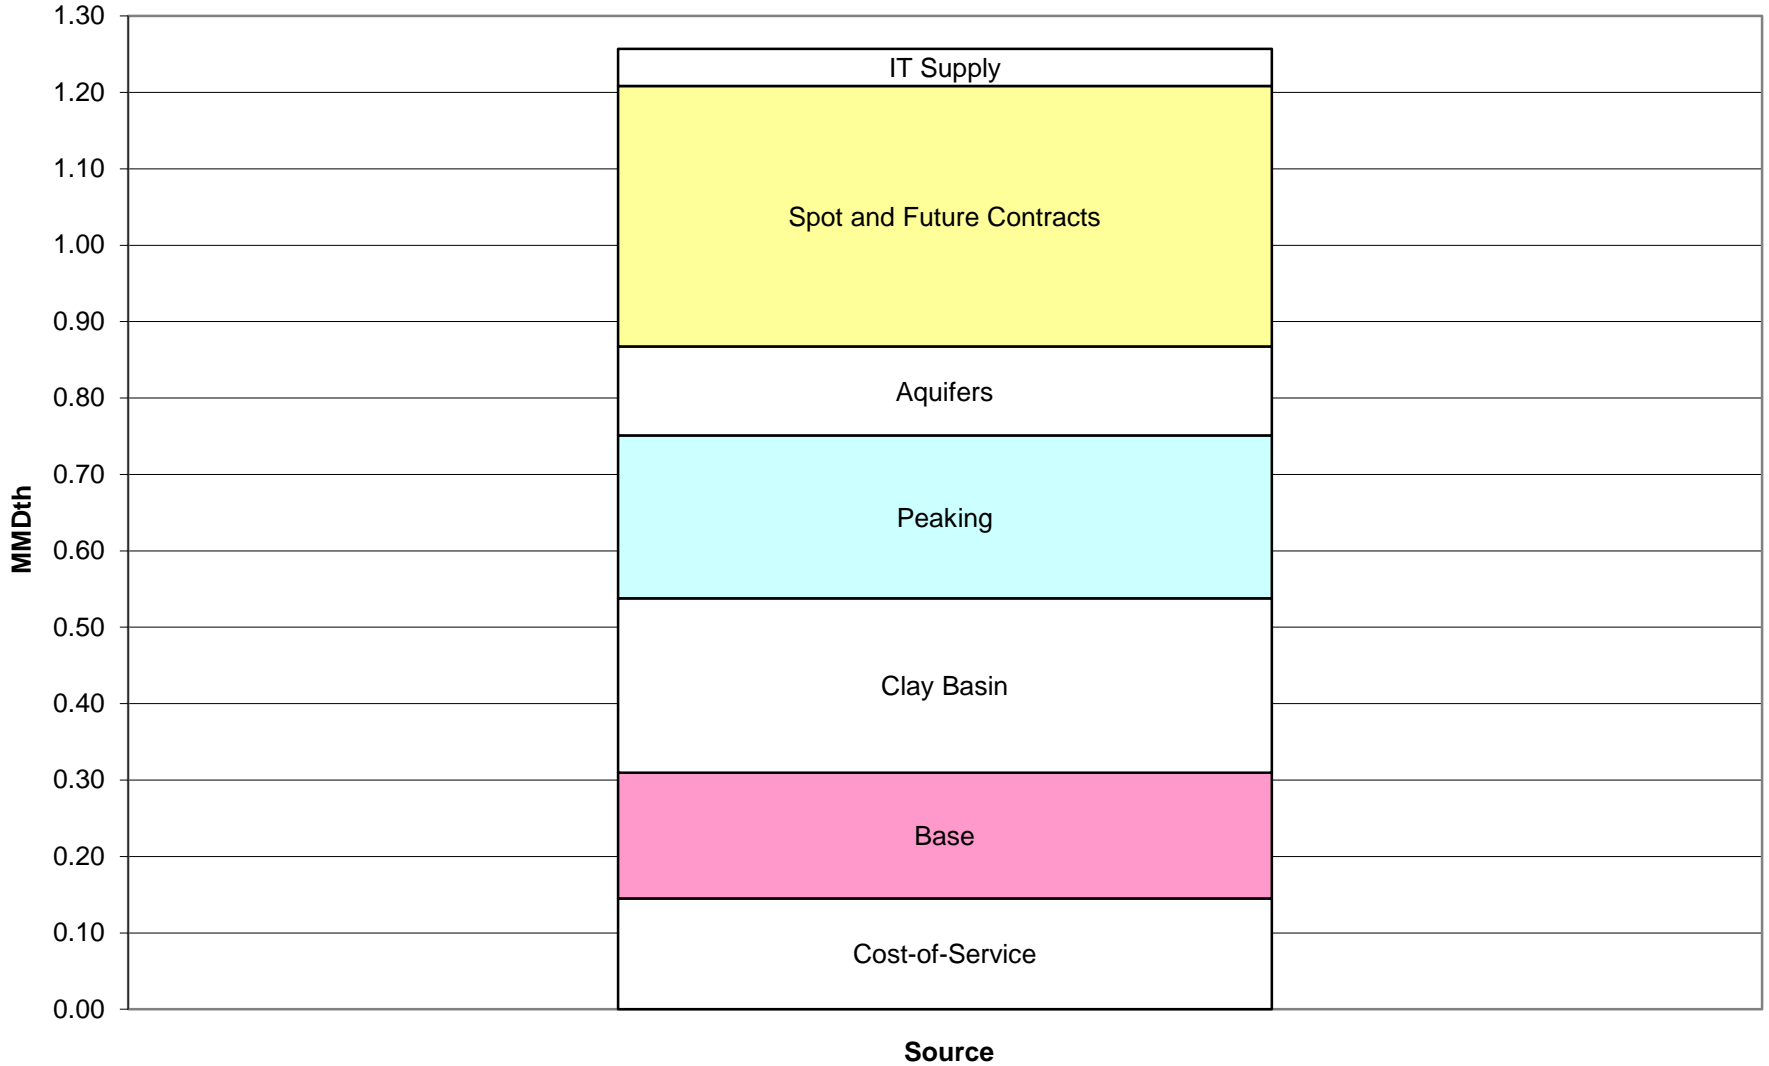 1.30
1.20
1.10
1.00
0.90
0.80
0.70
0.60
0.50
0.40
0.30
0.20
0.10
0.00
MMDth
IT Supply
Spot and Future Contracts
Aquifers
Peaking
Clay Basin
Base
Cost-of-Service
Source